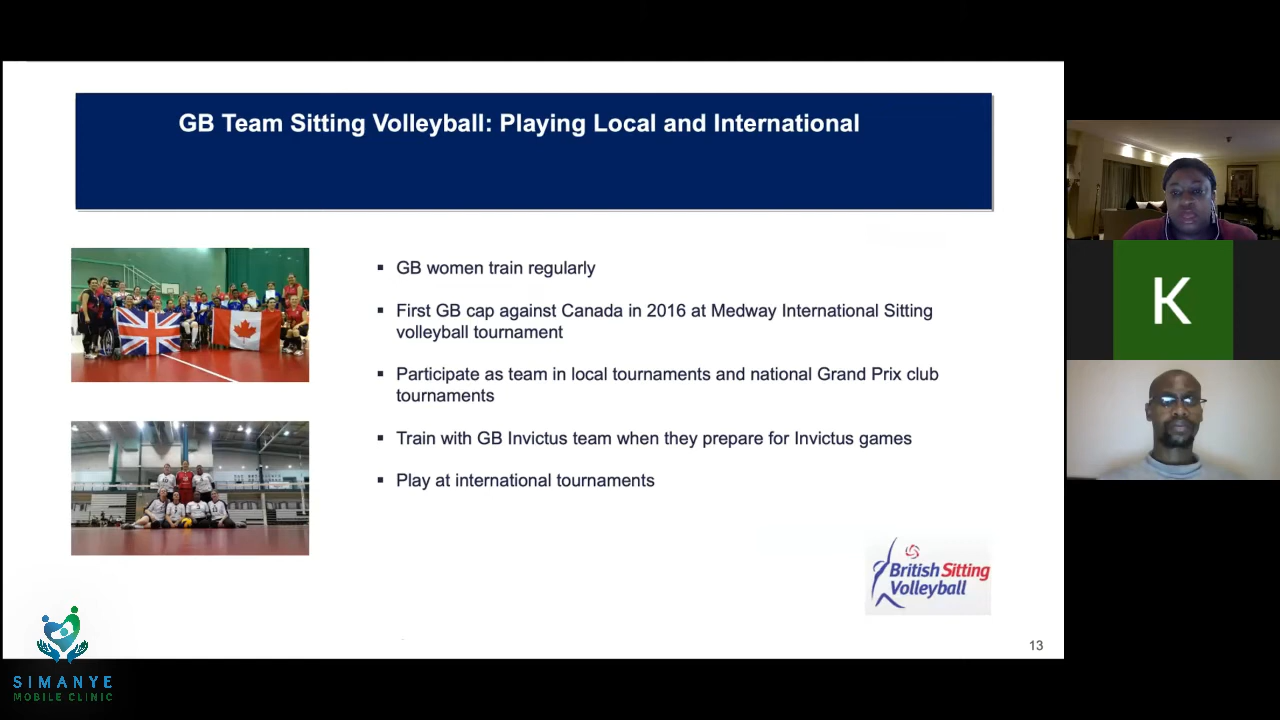 GB Team Sitting Volleyball: Playing Local and International
▪ GB women train regularly
▪ First GB cap against Canada in 2016 at Medway International Sitting
volleyball tournament
▪ Participate as team in local tournaments and national Grand Prix club
tournaments
▪ Train with GB Invictus team when they prepare for Invictus games
▪ Play at international tournaments
British Sitting
Volleyball
13
SIMANYE
MOBILE CLINIC
K